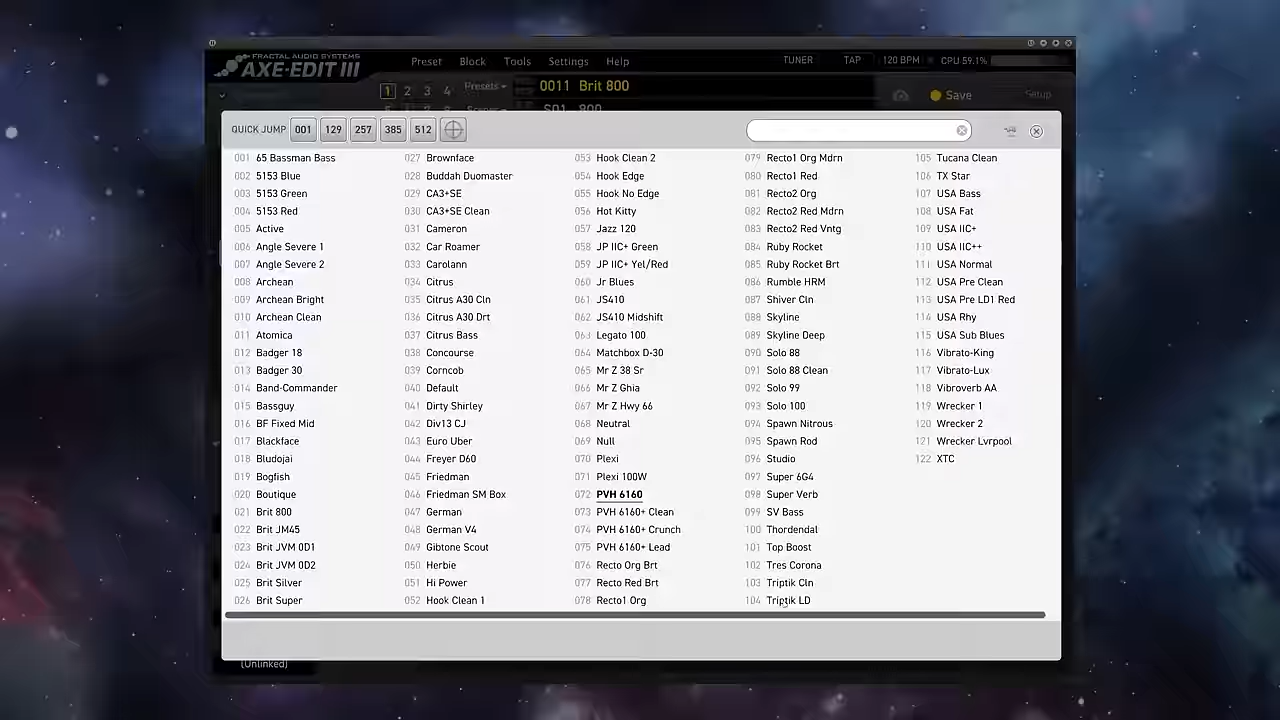 FRACTAL AUDIO SYSTEMS
AXE-EDIT III
Preset Block Tools Settings Help
TUNER TAP 120 BPM CPU 59.1%
1 2 3 4 Presets 0011 Brit 800
Save Setup
S01 800
QUICK JUMP 001 129 257 385 512
001 65 Bassman Bass
002 5153 Blue
003 5153 Green
004 5153 Red
005 Active
006 Angle Severe 1
007 Angle Severe 2
008 Archean
009 Archean Bright
010 Archean Clean
011 Atomica
012 Badger 18
013 Badger 30
014 Band-Commander
015 Bassguy
016 BF Fixed Mid
017 Blackface
018 Bludojai
019 Bogfish
020 Boutique
021 Brit 800
022 Brit JM45
023 Brit JVM OD1
024 Brit JVM OD2
025 Brit Silver
026 Brit Super
027 Brownface
028 Buddah Duomaster
029 CA3+SE
030 CA3+SE Clean
031 Cameron
032 Car Roamer
033 Carolann
034 Citrus
035 Citrus A30 Cln
036 Citrus A30 Drt
037 Citrus Bass
038 Concourse
039 Corncob
040 Default
041 Dirty Shirley
042 Div13 CJ
043 Euro Uber
044 Freyer D60
045 Friedman
046 Friedman SM Box
047 German
048 German V4
049 Gibtone Scout
050 Herbie
051 Hi Power
052 Hook Clean 1
053 Hook Clean 2
054 Hook Edge
055 Hook No Edge
056 Hot Kitty
057 Jazz 120
058 JP IIC+ Green
059 JP IIC+ Yel/Red
060 Jr Blues
061 JS410
062 JS410 Midshift
063 Legato 100
064 Matchbox D-30
065 Mr Z 38 Sr
066 Mr Z Ghia
067 Mr Z Hwy 66
068 Neutral
069 Null
070 Plexi
071 Plexi 100W
072 PVH 6160
073 PVH 6160+ Clean
074 PVH 6160+ Crunch
075 PVH 6160+ Lead
076 Recto Org Brt
077 Recto Red Brt
078 Recto1 Org
079 Recto1 Org Mdrn
080 Recto1 Red
081 Recto2 Org
082 Recto2 Red Mdrn
083 Recto2 Red Vntg
084 Ruby Rocket
085 Ruby Rocket Brt
086 Rumble HRM
087 Shiver Cln
088 Skyline
089 Skyline Deep
090 Solo 88
091 Solo 88 Clean
092 Solo 99
093 Solo 100
094 Spawn Nitrous
095 Spawn Rod
096 Studio
097 Super 6G4
098 Super Verb
099 SV Bass
100 Thordendal
101 Top Boost
102 Tres Corona
103 Triptik Cln
104 Triptik LD
105 Tucana Clean
106 TX Star
107 USA Bass
108 USA Fat
109 USA IIC+
110 USA IIC++
111 USA Normal
112 USA Pre Clean
113 USA Pre LD1 Red
114 USA Rhy
115 USA Sub Blues
116 Vibrato-King
117 Vibrato-Lux
118 Vibroverb AA
119 Wrecker 1
120 Wrecker 2
121 Wrecker Lvrpool
122 XTC
(Unlinked)